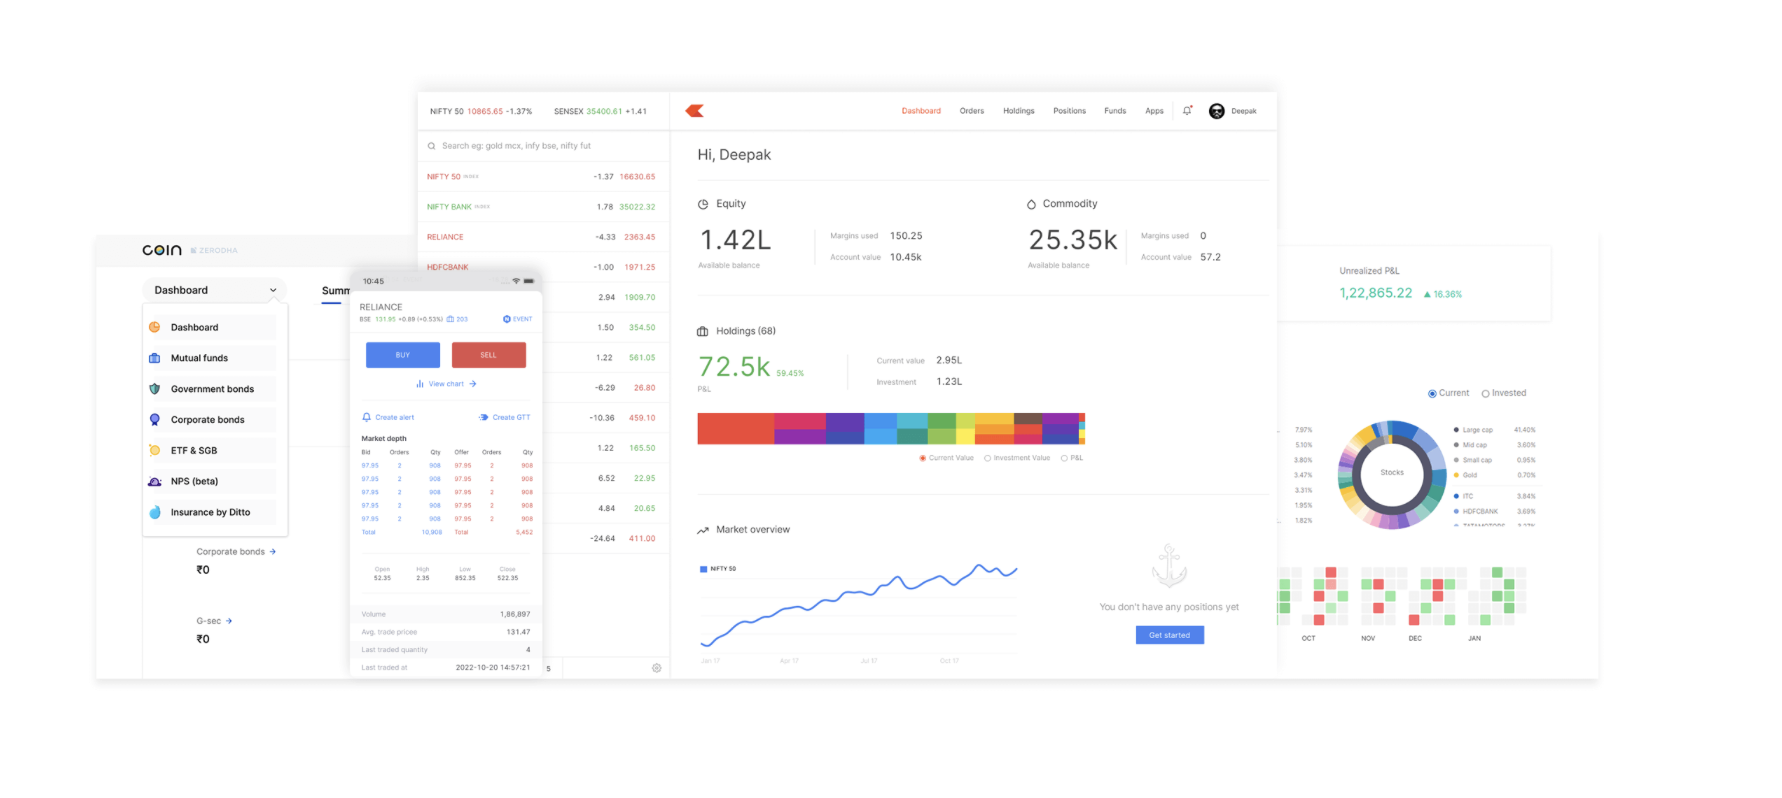 NIFTY 50 10865.65 -1.37% SENSEX 35400.61 +1.41
Dashboard Orders Holdings Positions Funds Apps Deepak
Search eg: gold mcx, infy bse, nifty fut
NIFTY 50 INDEX -1.37 16630.65
NIFTY BANK INDEX 1.78 35022.32
RELIANCE -4.33 2363.45
HDFCBANK -1.00 1971.25
2.94 1909.70
1.50 354.50
1.22 561.05
-6.29 26.80
-10.36 459.10
1.22 165.50
6.52 22.95
4.84 20.65
-24.64 411.00
5
Hi, Deepak
Equity
1.42L
Available balance
Margins used 150.25
Account value 10.45k
Commodity
25.35k
Available balance
Margins used 0
Account value 57.2
Holdings (68)
72.5k 59.45%
P&L
Current value 2.95L
Investment 1.23L
Current Value Investment Value P&L
Market overview
NIFTY 50
Jan 17 Apr 17 Jul 17 Oct 17
You don't have any positions yet
Get started
COIN ZERODHA
Dashboard
Summ
Dashboard
Mutual funds
Government bonds
Corporate bonds
ETF & SGB
NPS (beta)
Insurance by Ditto
Corporate bonds →
₹0
G-sec →
₹0
10:45
RELIANCE
BSE 131.95 +0.89 (+0.53%) 203 EVENT
BUY SELL
View chart →
Create alert Create GTT
Market depth
Bid Orders Qty Offer Orders Qty
97.95 2 908 97.95 2 908
97.95 2 908 97.95 2 908
97.95 2 908 97.95 2 908
97.95 2 908 97.95 2 908
97.95 2 908 97.95 2 908
Total 10,908 Total 5,452
Open High Low Close
52.35 2.35 852.35 522.35
Volume 1,86,897
Avg. trade pricee 131.47
Last traded quantity 4
Last treded at 2022-10-20 14:57:21
Unrealized P&L
1,22,865.22 ▲ 16.36%
Current Invested
7.97%
5.10%
3.80%
3.47%
3.31%
1.95%
1.82%
Stocks
Large cap 41.40%
Mid cap 3.60%
Small cap 0.95%
Gold 0.70%
ITC 3.84%
HDFCBANK 3.69%
OCT NOV DEC JAN